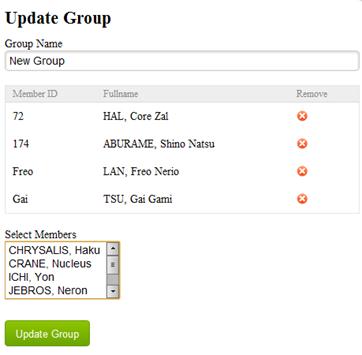 Update Group
Group Name
New Group
Member ID Fullname Remove
72 HAL, Core Zal
174 ABURAME, Shino Natsu
Freo LAN, Freo Nerio
Gai TSU, Gai Gami
Select Members
CHRYSALIS, Haku
CRANE, Nucleus
ICHI, Yon
JEBROS, Neron
Update Group